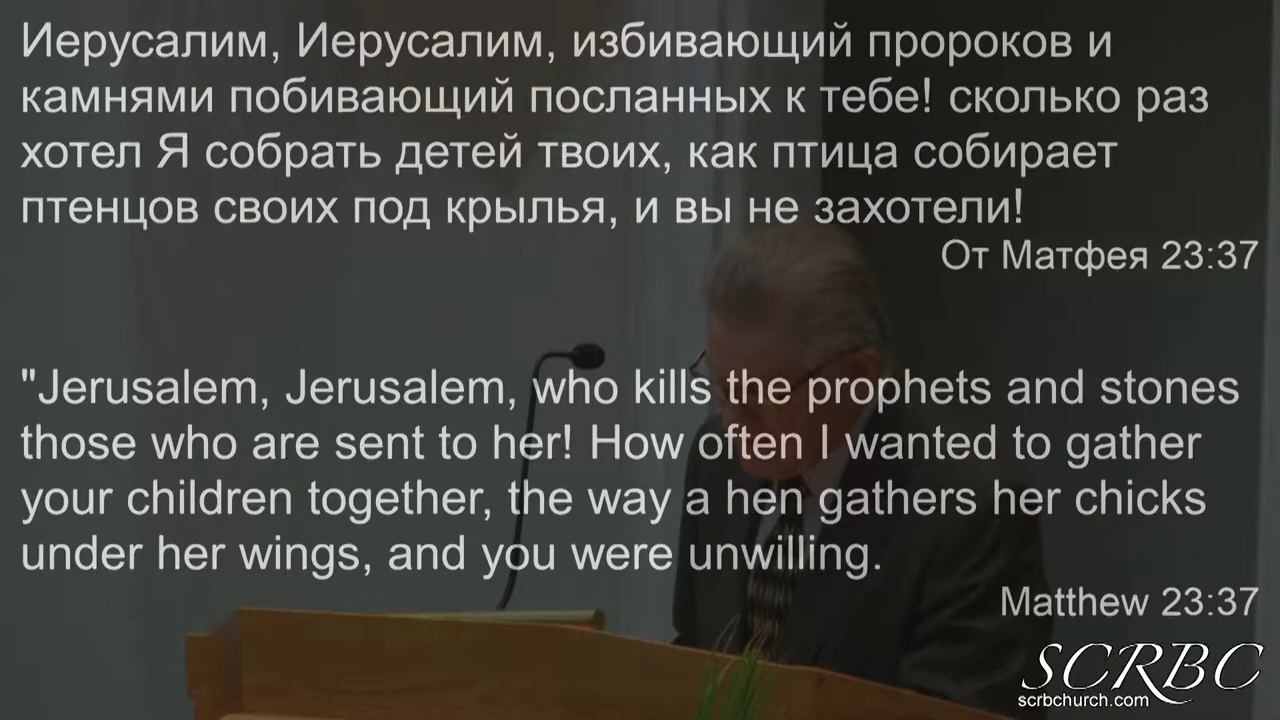 Иерусалим, Иерусалим, избивающий пророков и
камнями побивающий посланных к тебе! сколько раз
хотел Я собрать детей твоих, как птица собирает
птенцов своих под крылья, и вы не захотели!
От Матфея 23:37
"Jerusalem, Jerusalem, who kills the prophets and stones
those who are sent to her! How often I wanted to gather
your children together, the way a hen gathers her chicks
under her wings, and you were unwilling.
Matthew 23:37
SCRBC
scrbchurch.com